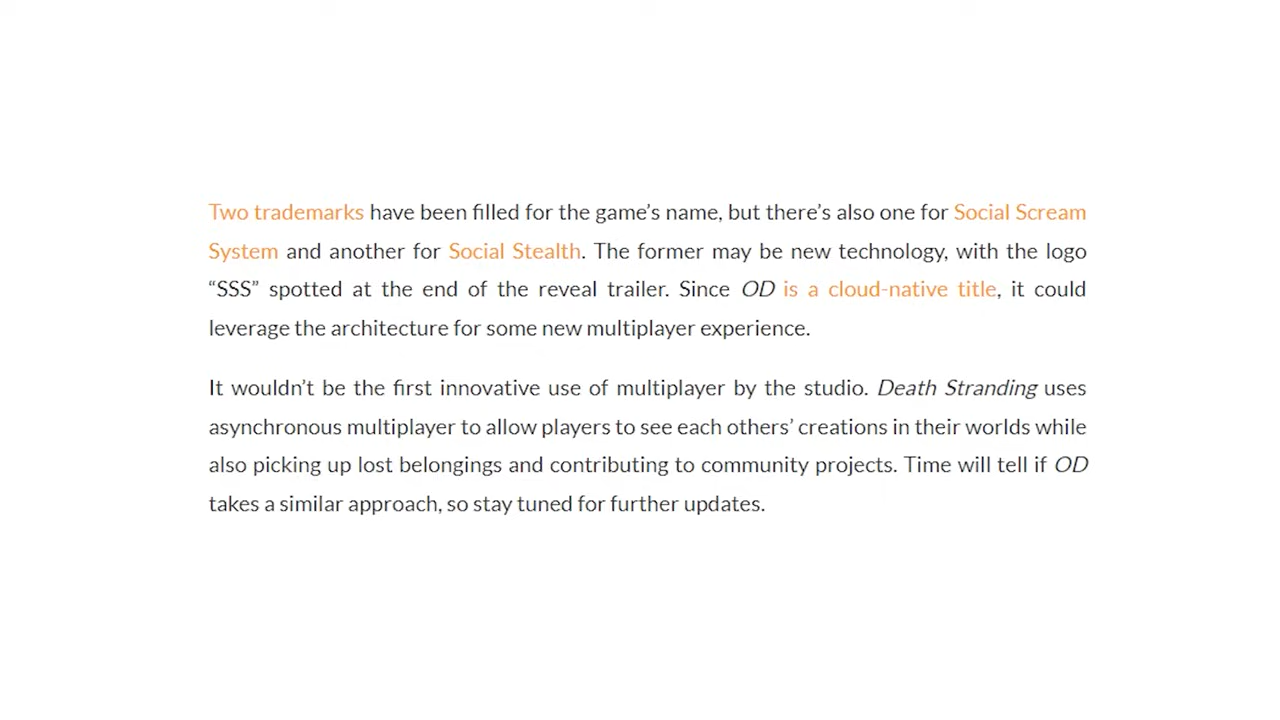 Two trademarks have been filled for the game’s name, but there’s also one for Social Scream
System and another for Social Stealth. The former may be new technology, with the logo
“SSS” spotted at the end of the reveal trailer. Since OD is a cloud-native title, it could
leverage the architecture for some new multiplayer experience.
It wouldn’t be the first innovative use of multiplayer by the studio. Death Stranding uses
asynchronous multiplayer to allow players to see each others’ creations in their worlds while
also picking up lost belongings and contributing to community projects. Time will tell if OD
takes a similar approach, so stay tuned for further updates.